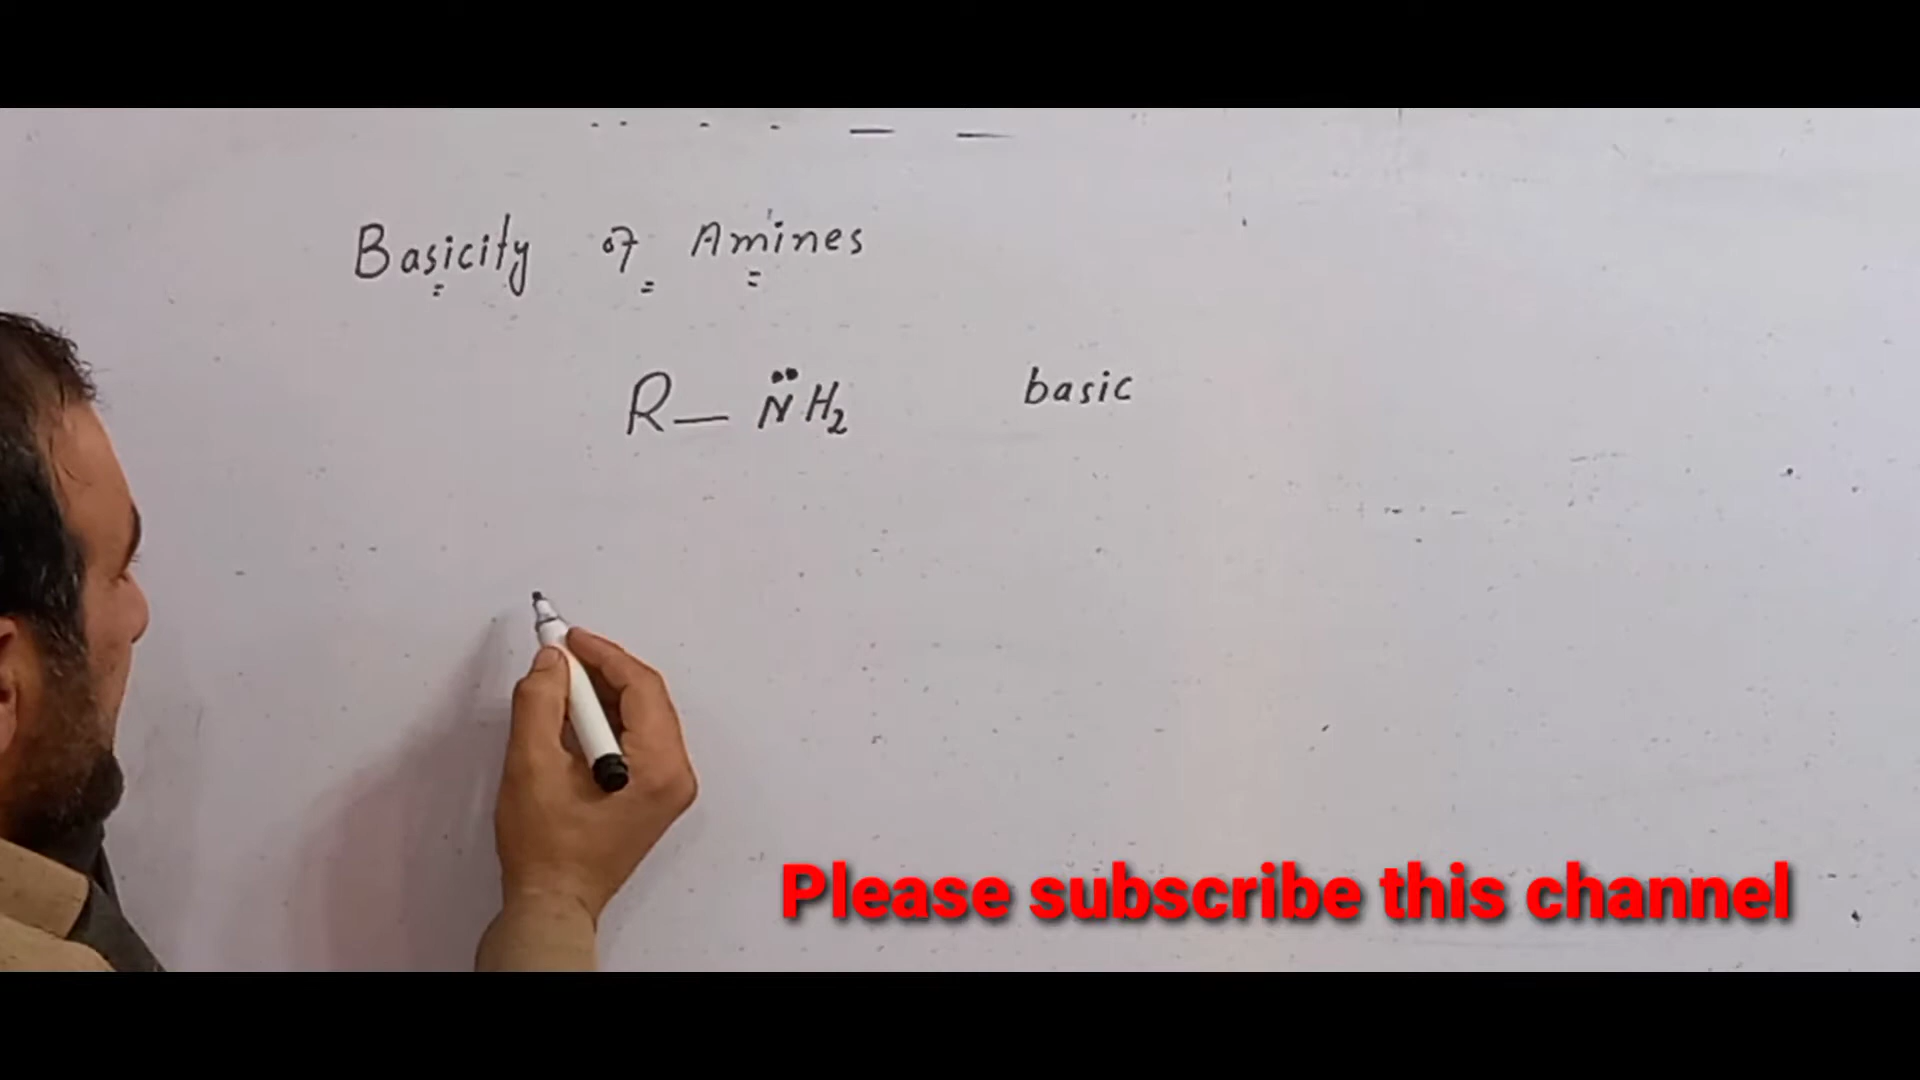 Basicity of Amines
R— N̈H₂ basic
Please subscribe this channel